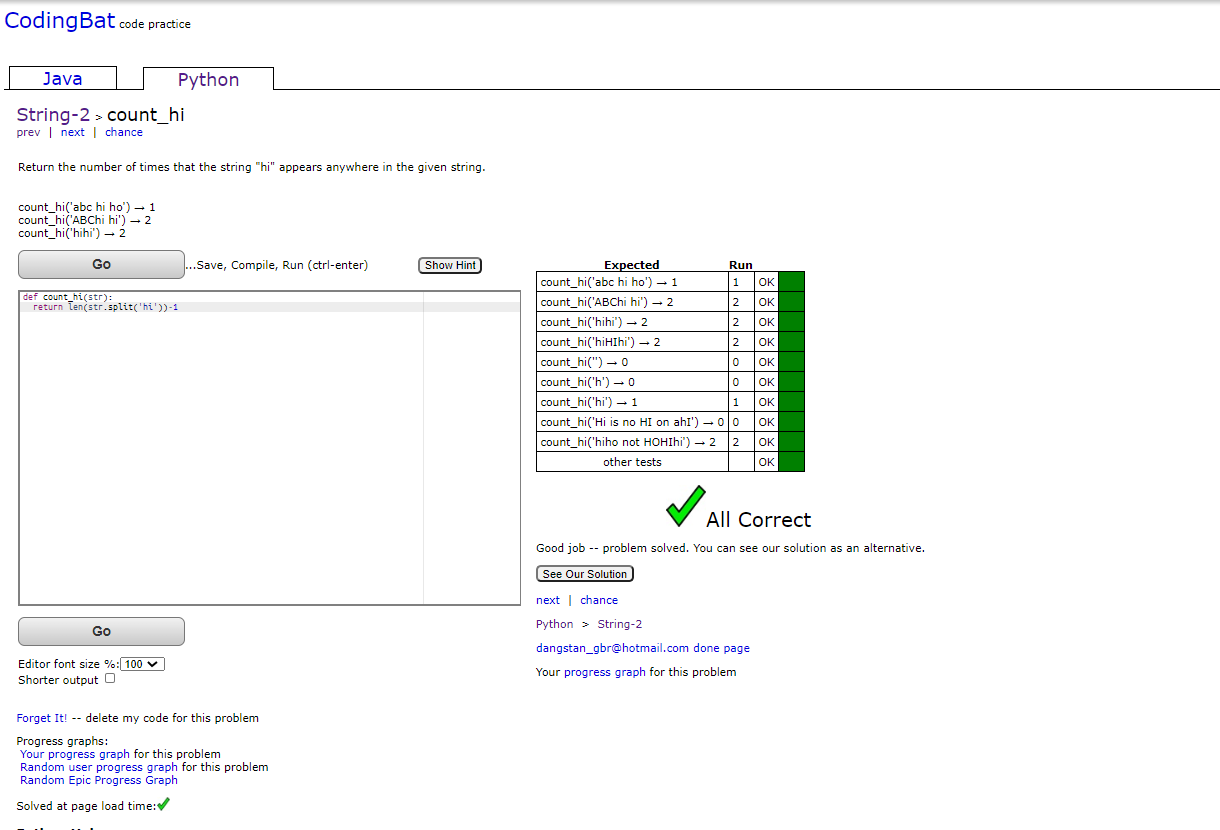 CodingBat code practice
Java
Python
String-2 > count_hi
prev | next | chance
Return the number of times that the string "hi" appears anywhere in the given string.
count_hi('abc hi ho') → 1
count_hi('ABChi hi') → 2
count_hi('hihi') → 2
Go
...Save, Compile, Run (ctrl-enter)
Show Hint
def count_hi(str):
  return len(str.split('hi'))-1
Go
Editor font size %: 100
Shorter output
Forget It! -- delete my code for this problem
Progress graphs:
Your progress graph for this problem
Random user progress graph for this problem
Random Epic Progress Graph
Solved at page load time:
Expected Run
count_hi('abc hi ho') → 1 1 OK
count_hi('ABChi hi') → 2 2 OK
count_hi('hihi') → 2 2 OK
count_hi('hiHIhi') → 2 2 OK
count_hi('') → 0 0 OK
count_hi('h') → 0 0 OK
count_hi('hi') → 1 1 OK
count_hi('Hi is no HI on ahI') → 0 0 OK
count_hi('hiho not HOHIhi') → 2 2 OK
other tests OK
All Correct
Good job -- problem solved. You can see our solution as an alternative.
See Our Solution
next | chance
Python > String-2
dangstan_gbr@hotmail.com done page
Your progress graph for this problem